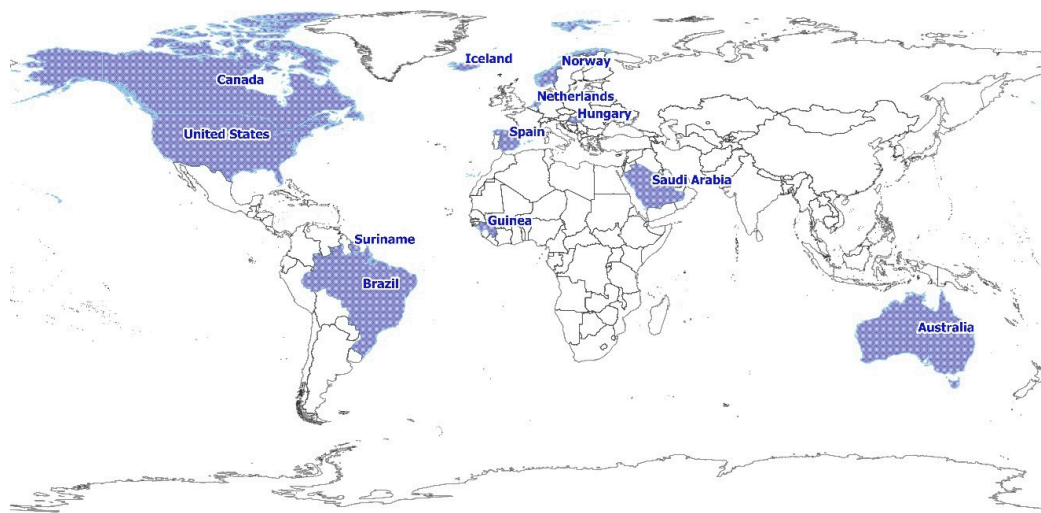 Iceland
Norway
Canada
Netherlands
Hungary
United States
Spain
Saudi Arabia
Guinea
Suriname
Brazil
Australia